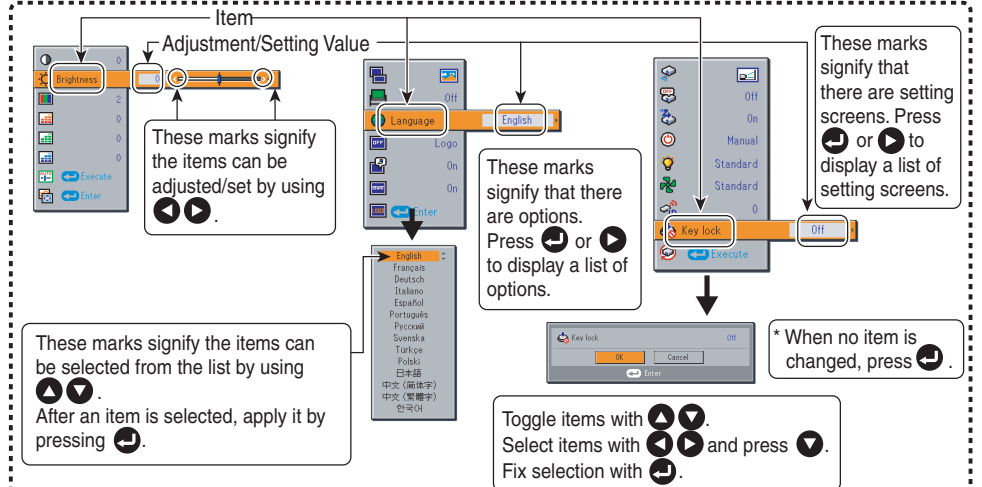 Item
Adjustment/Setting Value
0
Brightness 0
2
0
0
0
Execute
Enter
These marks signify
the items can be
adjusted/set by using
.
Off
Language English
Logo
On
On
Enter
English
Français
Deutsch
Italiano
Español
Português
Русский
Svenska
Türkçe
Polski
日本語
中文 (简体字)
中文 (繁體字)
한국어
These marks
signify that there
are options.
Press or
to display a list of
options.
Off
On
Manual
Standard
Standard
0
Key lock Off
Execute
These marks
signify that
there are setting
screens. Press
or to
display a list of
setting screens.
These marks signify the items can
be selected from the list by using
.
After an item is selected, apply it by
pressing .
Key lock Off
OK Cancel
Enter
* When no item is
changed, press .
Toggle items with .
Select items with and press .
Fix selection with .